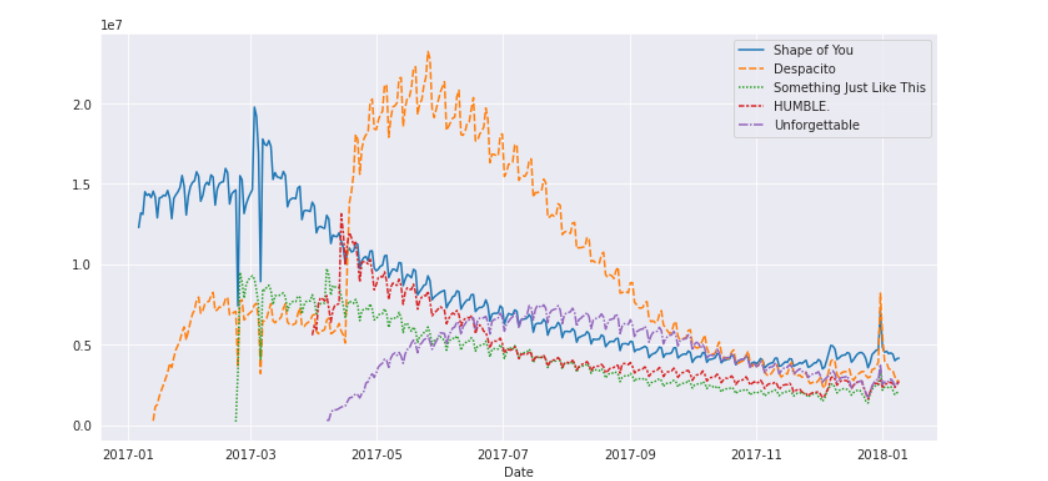 1e7
Shape of You
Despacito
Something Just Like This
HUMBLE.
Unforgettable
2.0
1.5
1.0
0.5
0.0
2017-01 2017-03 2017-05 2017-07 2017-09 2017-11 2018-01
Date